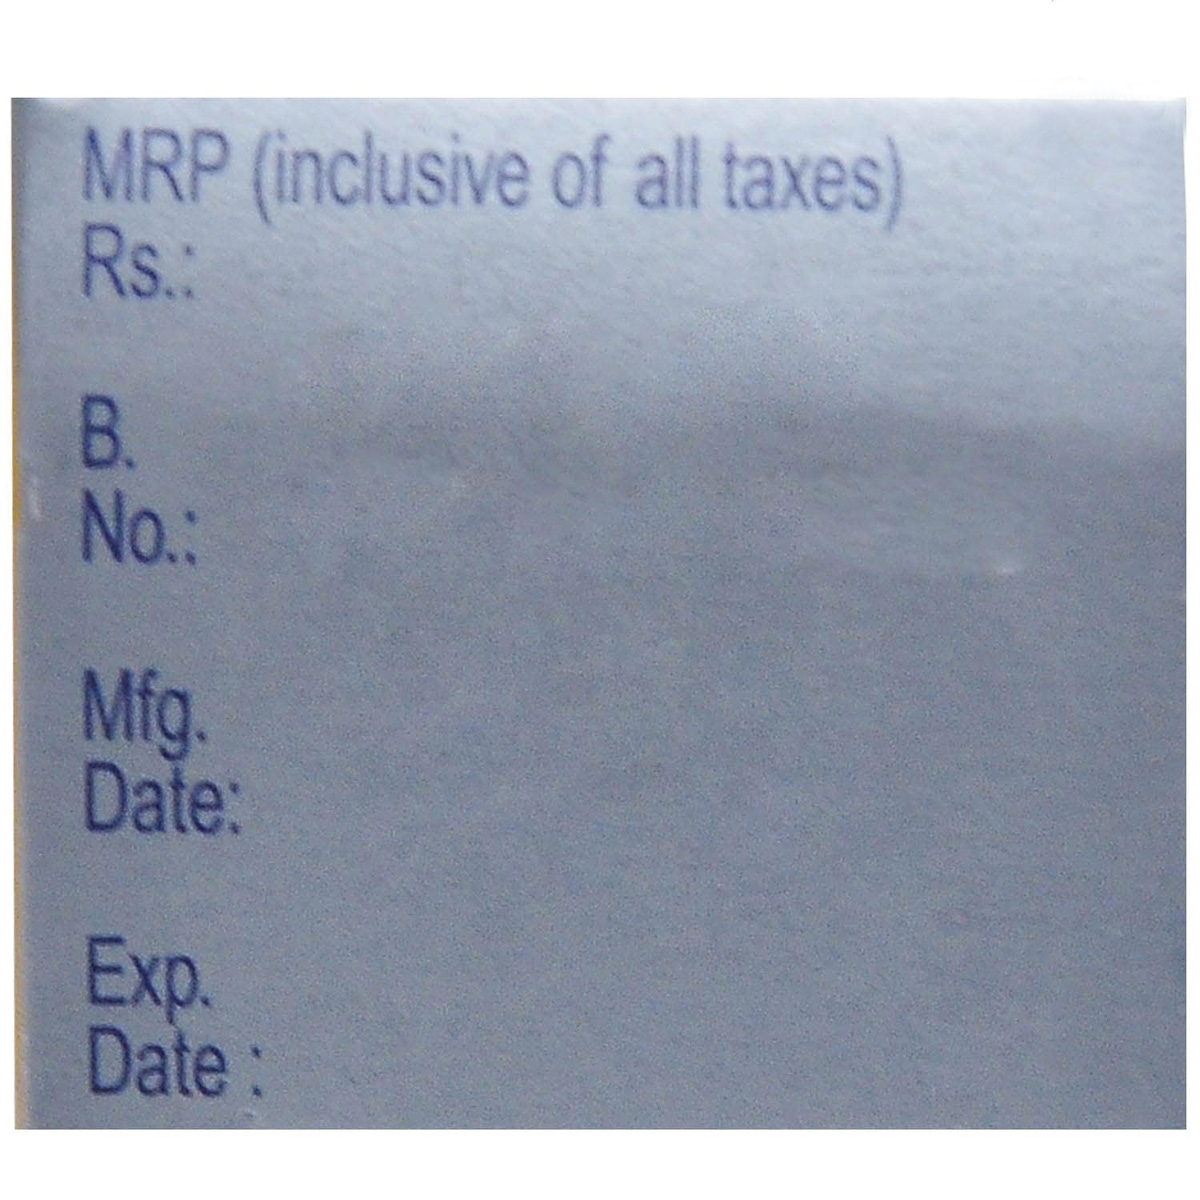 MRP (inclusive of all taxes)
Rs.:
B.
No.:
Mfg.
Date:
Exp.
Date :